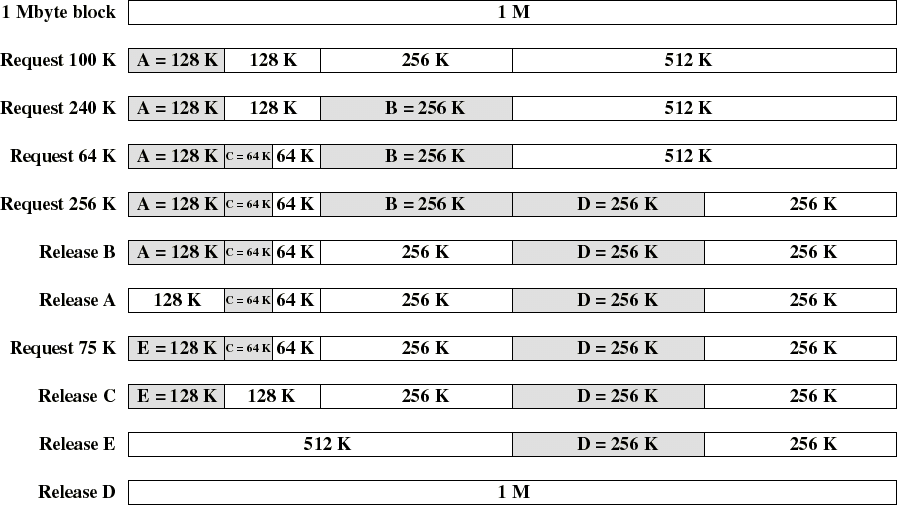 1 Mbyte block 1 M
Request 100 K A = 128 K 128 K 256 K 512 K
Request 240 K A = 128 K 128 K B = 256 K 512 K
Request 64 K A = 128 K C = 64 K 64 K B = 256 K 512 K
Request 256 K A = 128 K C = 64 K 64 K B = 256 K D = 256 K 256 K
Release B A = 128 K C = 64 K 64 K 256 K D = 256 K 256 K
Release A 128 K C = 64 K 64 K 256 K D = 256 K 256 K
Request 75 K E = 128 K C = 64 K 64 K 256 K D = 256 K 256 K
Release C E = 128 K 128 K 256 K D = 256 K 256 K
Release E 512 K D = 256 K 256 K
Release D 1 M